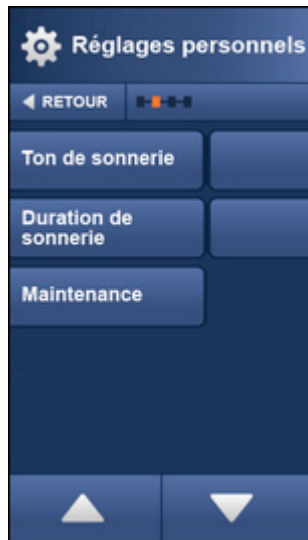 Réglages personnels
RETOUR
Ton de sonnerie
Duration de
sonnerie
Maintenance